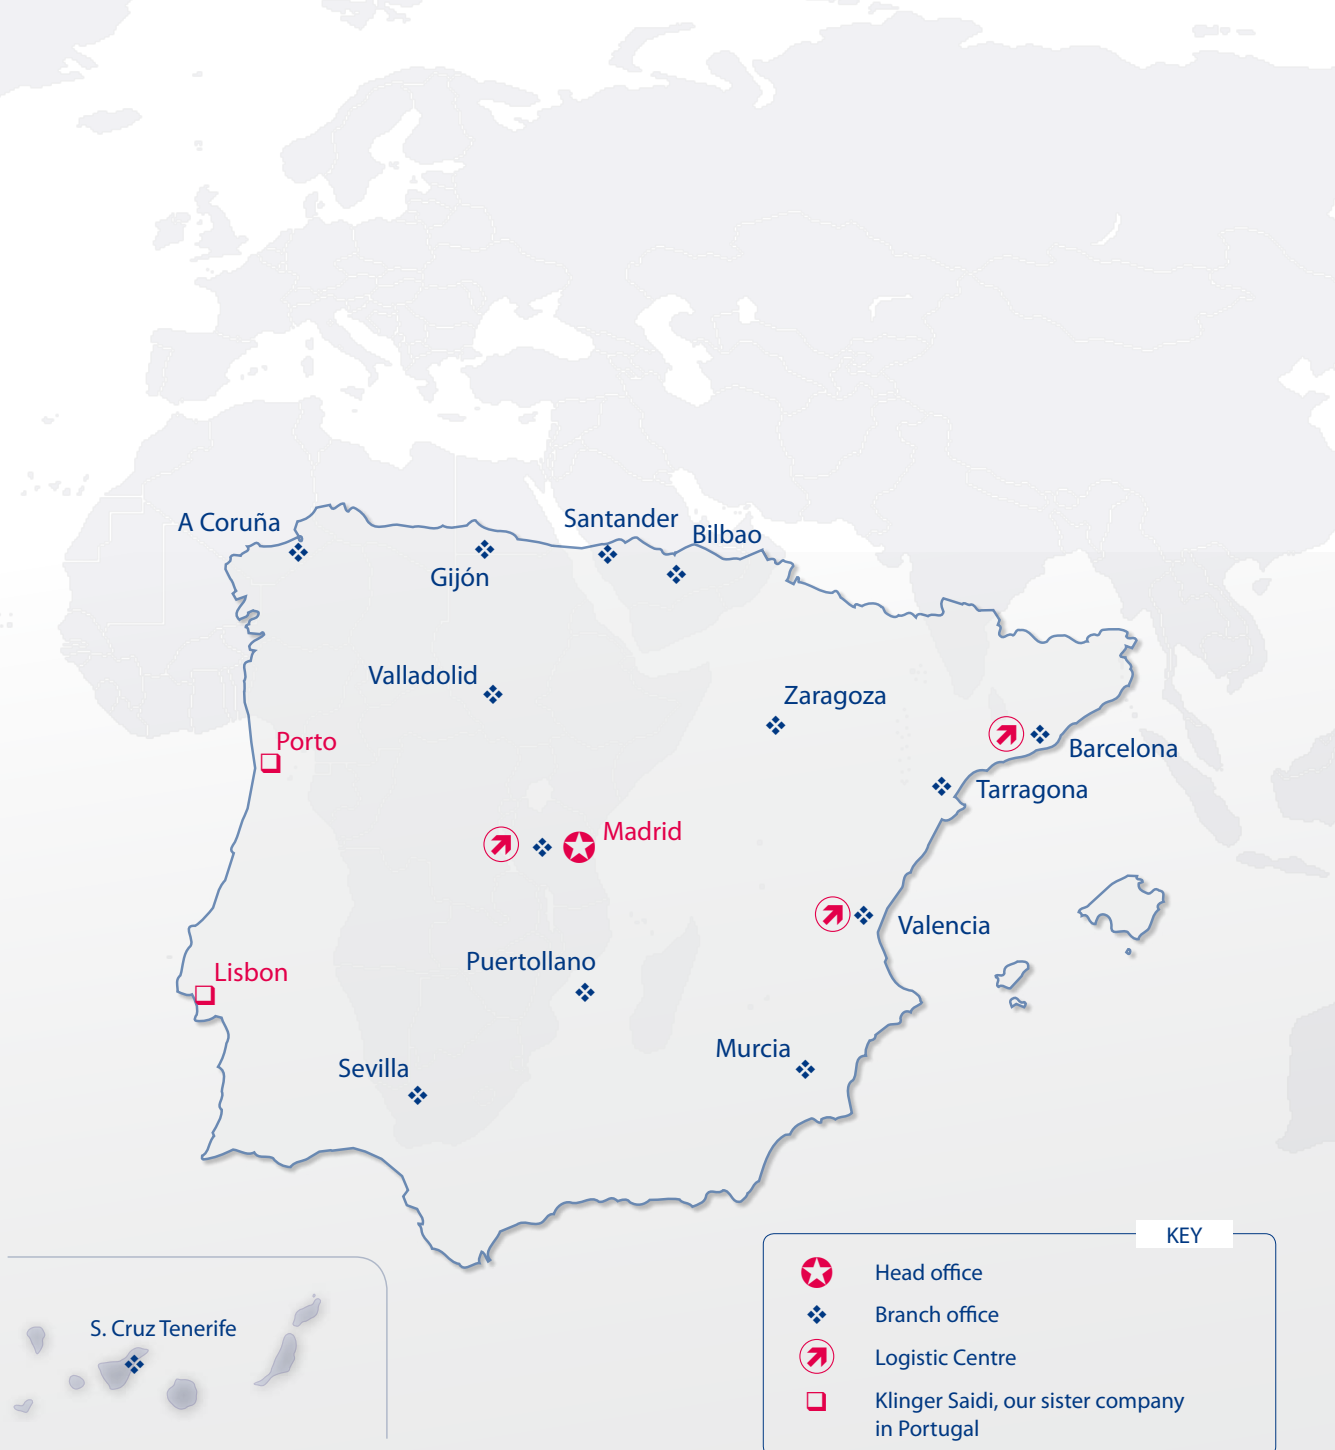 A Coruña
Santander
Bilbao
Gijón
Valladolid
Zaragoza
Porto
Barcelona
Tarragona
Madrid
Valencia
Puertollano
Lisbon
Murcia
Sevilla
KEY
Head office
Branch office
Logistic Centre
Klinger Saidi, our sister company
in Portugal
S. Cruz Tenerife